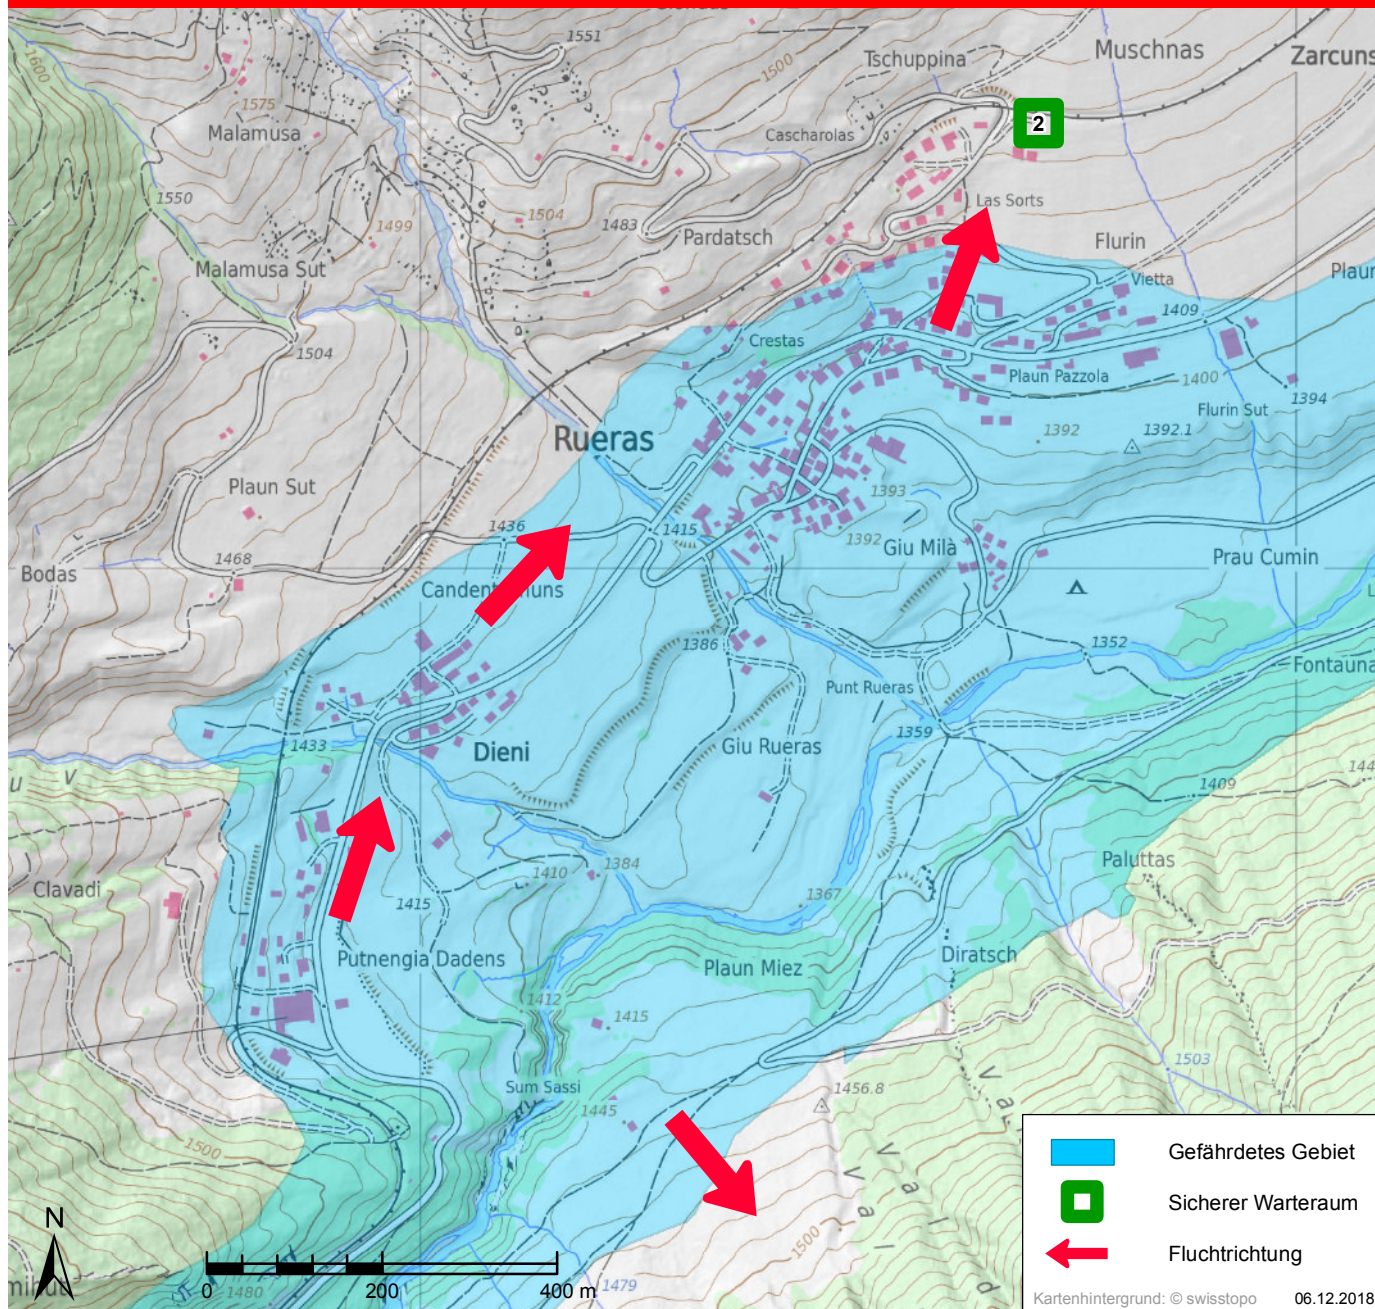 1551
Tschuppina
Muschnas
Zarcuns
1600
1500
1575
Malamusa
Cascharolas
2
1550
1504
1499
1483
Pardatsch
Las Sorts
Flurin
Malamusa Sut
Vietta
Plaun
1409
1504
Crestas
Plaun Pazzola
1400
1394
Flurin Sut
Rueras
1392
1392.1
Plaun Sut
1393
1436
1415
1392
Giu Milà
Prau Cumin
1468
Bodas
1386
1352
Fontauna
Punt Rueras
1433
Dieni
Giu Rueras
1359
1409
u v
1384
1410
Paluttas
Clavadi
1415
1367
Putnengia Dadens
Plaun Miez
Diratsch
1412
1415
1503
Sum Sassi
1445
1456.8
1500
Gefährdetes Gebiet
Sicherer Warteraum
N
1500
Fluchtrichtung
0
200
400 m
1480
1479
Kartenhintergrund: © swisstopo 06.12.2018